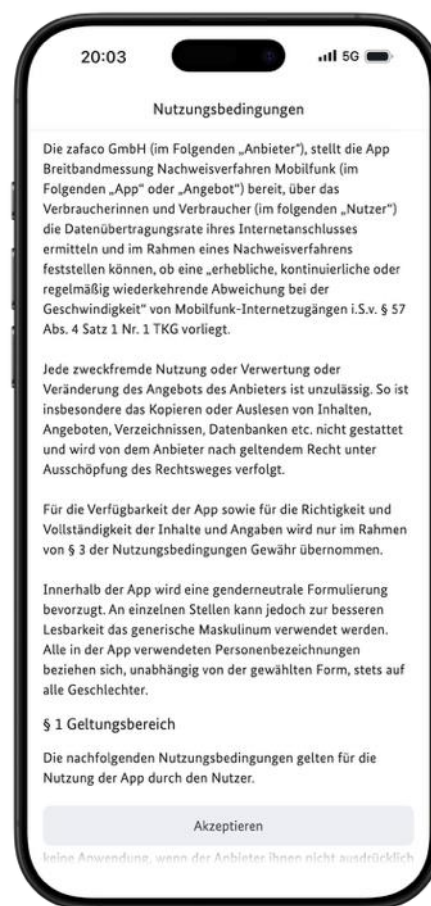 20:03
5G
Nutzungsbedingungen
Die zafaco GmbH (im Folgenden „Anbieter“), stellt die App
Breitbandmessung Nachweisverfahren Mobilfunk (im
Folgenden „App“ oder „Angebot“) bereit, über das
Verbraucherinnen und Verbraucher (im folgenden „Nutzer“)
die Datenübertragungsrate ihres Internetanschlusses
ermitteln und im Rahmen eines Nachweisverfahrens
feststellen können, ob eine „erhebliche, kontinuierliche oder
regelmäßig wiederkehrende Abweichung bei der
Geschwindigkeit“ von Mobilfunk-Internetzugängen i.S.v. § 57
Abs. 4 Satz 1 Nr. 1 TKG vorliegt.
Jede zweckfremde Nutzung oder Verwertung oder
Veränderung des Angebots des Anbieters ist unzulässig. So ist
insbesondere das Kopieren oder Auslesen von Inhalten,
Angeboten, Verzeichnissen, Datenbanken etc. nicht gestattet
und wird von dem Anbieter nach geltendem Recht unter
Ausschöpfung des Rechtsweges verfolgt.
Für die Verfügbarkeit der App sowie für die Richtigkeit und
Vollständigkeit der Inhalte und Angaben wird nur im Rahmen
von § 3 der Nutzungsbedingungen Gewähr übernommen.
Innerhalb der App wird eine genderneutrale Formulierung
bevorzugt. An einzelnen Stellen kann jedoch zur besseren
Lesbarkeit das generische Maskulinum verwendet werden.
Alle in der App verwendeten Personenbezeichnungen
beziehen sich, unabhängig von der gewählten Form, stets auf
alle Geschlechter.
§ 1 Geltungsbereich
Die nachfolgenden Nutzungsbedingungen gelten für die
Nutzung der App durch den Nutzer.
Akzeptieren
keine Anwendung, wenn der Anbieter ihnen nicht ausdrücklich